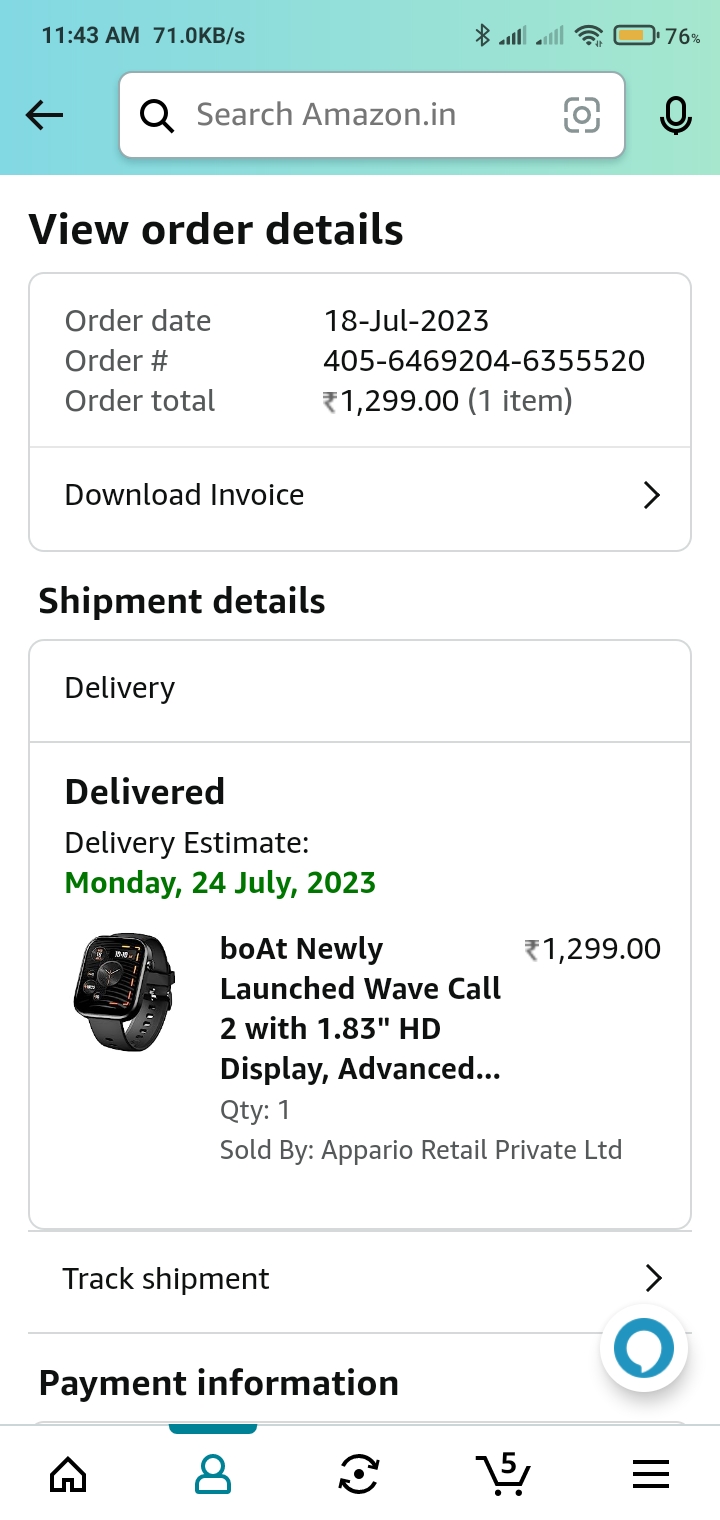 11:43 AM 71.0KB/s 76%
Search Amazon.in
View order details
Order date 18-Jul-2023
Order # 405-6469204-6355520
Order total ₹1,299.00 (1 item)
Download Invoice
Shipment details
Delivery
Delivered
Delivery Estimate:
Monday, 24 July, 2023
boAt Newly ₹1,299.00
Launched Wave Call
2 with 1.83" HD
Display, Advanced...
Qty: 1
Sold By: Appario Retail Private Ltd
Track shipment
Payment information
5